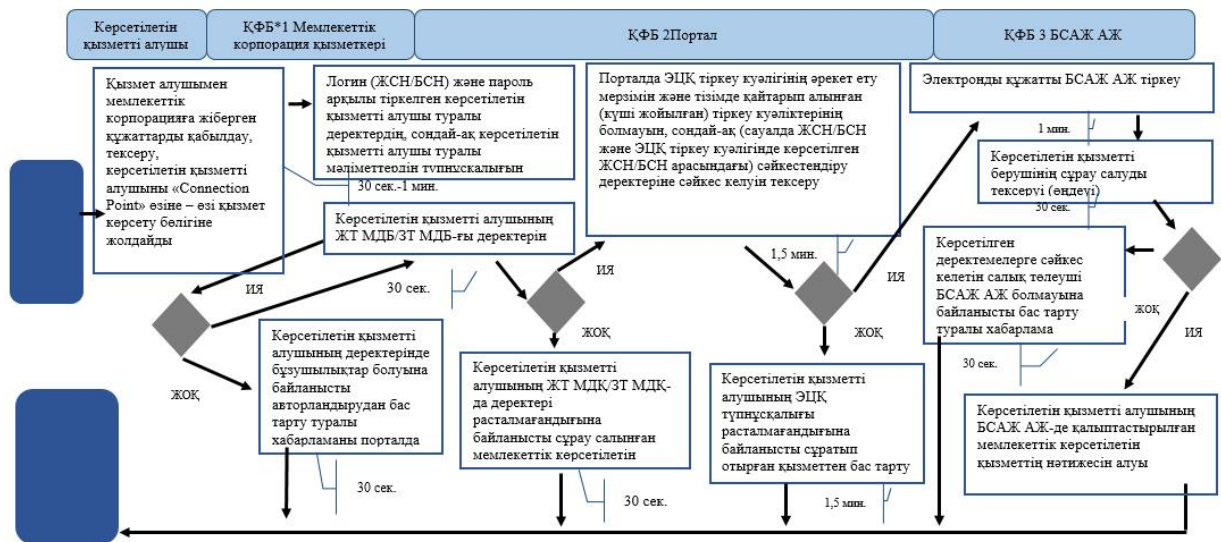 Көрсетілетін
қызметті алушы
ҚФБ*1 Мемлекеттік
корпорация қызметкері
ҚФБ 2Портал
ҚФБ 3 БСАЖ АЖ
Қызмет алушымен
мемлекеттік
корпорацияға жіберген
құжаттарды қабылдау,
тексеру,
көрсетілетін қызметті
алушыны «Connection
Point» өзіне – өзі қызмет
көрсету бөлігіне
жолдайды
Логин (ЖСН/БСН) және пароль
арқылы тіркелген көрсетілетін
қызметті алушы туралы
деректердің, сондай-ақ көрсетілетін
қызметті алушы туралы
мәліметтердің түпнұсқалығын
30 сек.-1 мин.
Көрсетілетін қызметті алушының
ЖТ МДБ/ЗТ МДБ-ғы деректерін
30 сек.
Порталда ЭЦҚ тіркеу куәлігінің әрекет ету
мерзімін және тізімде қайтарып алынған
(күші жойылған) тіркеу куәліктерінің
болмауын, сондай-ақ (сауалда ЖСН/БСН
және ЭЦҚ тіркеу куәлігінде көрсетілген
ЖСН/БСН арасындағы) сәйкестендіру
деректеріне сәйкес келуін тексеру
1,5 мин.
Электронды құжатты БСАЖ АЖ тіркеу
1 мин.
Көрсетілетін қызметті
берушінің сұрау салуды
тексеруі (өңдеуі)
30 сек.
Көрсетілген
деректемелерге сәйкес
келетін салық төлеуші
БСАЖ АЖ болмауына
байланысты бас тарту
туралы хабарлама
30 сек.
ИЯ
ЖОҚ
ИЯ
ЖОҚ
ИЯ
ЖОҚ
ЖОҚ
ИЯ
Көрсетілетін қызметті
алушының деректерінде
бұзушылықтар болуына
байланысты
авторландырудан бас
тарту туралы
хабарламаны порталда
30 сек.
Көрсетілетін қызметті
алушының ЖТ МДҚ/ЗТ МДҚ-
да деректері
расталмағандығына
байланысты сұрау салынған
мемлекеттік көрсетілетін
30 сек.
Көрсетілетін қызметті
алушының ЭЦҚ
түпнұсқалығы
расталмағандығына
байланысты сұратып
отырған қызметтен бас тарту
1,5 мин.
Көрсетілетін қызметті алушының
БСАЖ АЖ-де қалыптастырылған
мемлекеттік көрсетілетін
қызметтің нәтижесін алуы